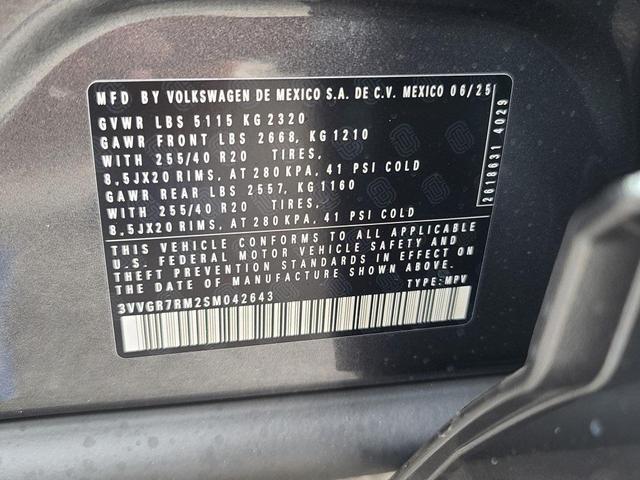 MFD BY VOLKSWAGEN DE MEXICO S.A. DE C.V. MEXICO 06/25
GVWR LBS 5115 KG 2320
GAWR FRONT LBS 2668, KG 1210
WITH 255/40 R20 TIRES,
8,5JX20 RIMS, AT 280 KPA, 41 PSI COLD
GAWR REAR LBS 2557, KG 1160
WITH 255/40 R20 TIRES,
8,5JX20 RIMS, AT 280 KPA, 41 PSI COLD
2618631 4029
THIS VEHICLE CONFORMS TO ALL APPLICABLE
U.S. FEDERAL MOTOR VEHICLE SAFETY AND
THEFT PREVENTION STANDARDS IN EFFECT ON
THE DATE OF MANUFACTURE SHOWN ABOVE.
TYPE: MPV
3VVGR7RM2SM042643